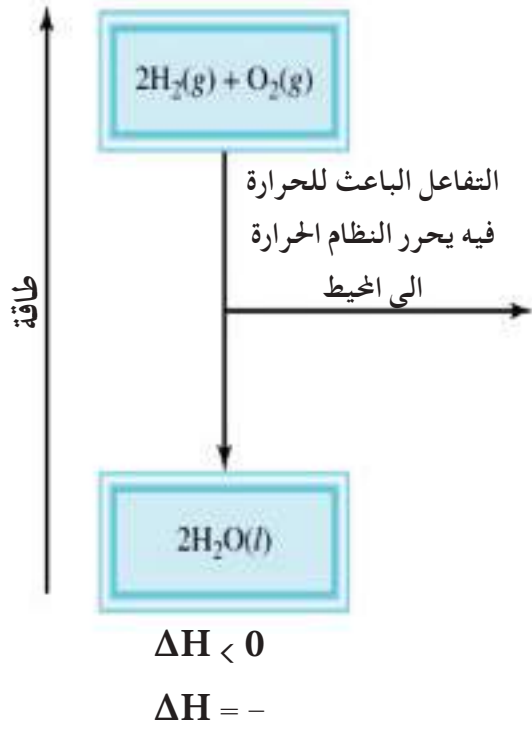 2H₂(g) + O₂(g)
التفاعل الباعث للحرارة
فيه يحرر النظام الحرارة
الى المحيط
طاقة
2H₂O(l)
ΔH < 0
ΔH = –